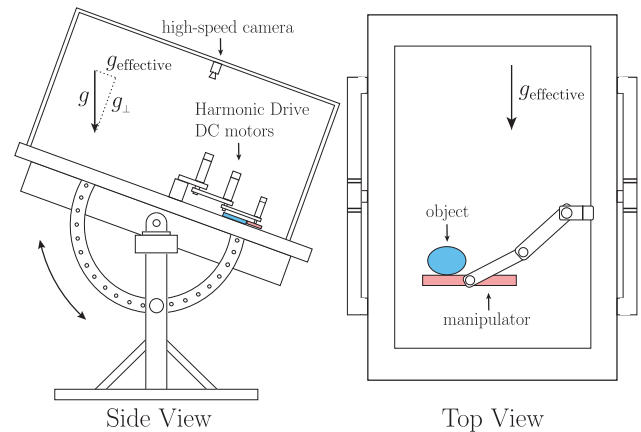 high-speed camera
g_effective
g
g_⊥
Harmonic Drive
DC motors
Side View
g_effective
object
manipulator
Top View